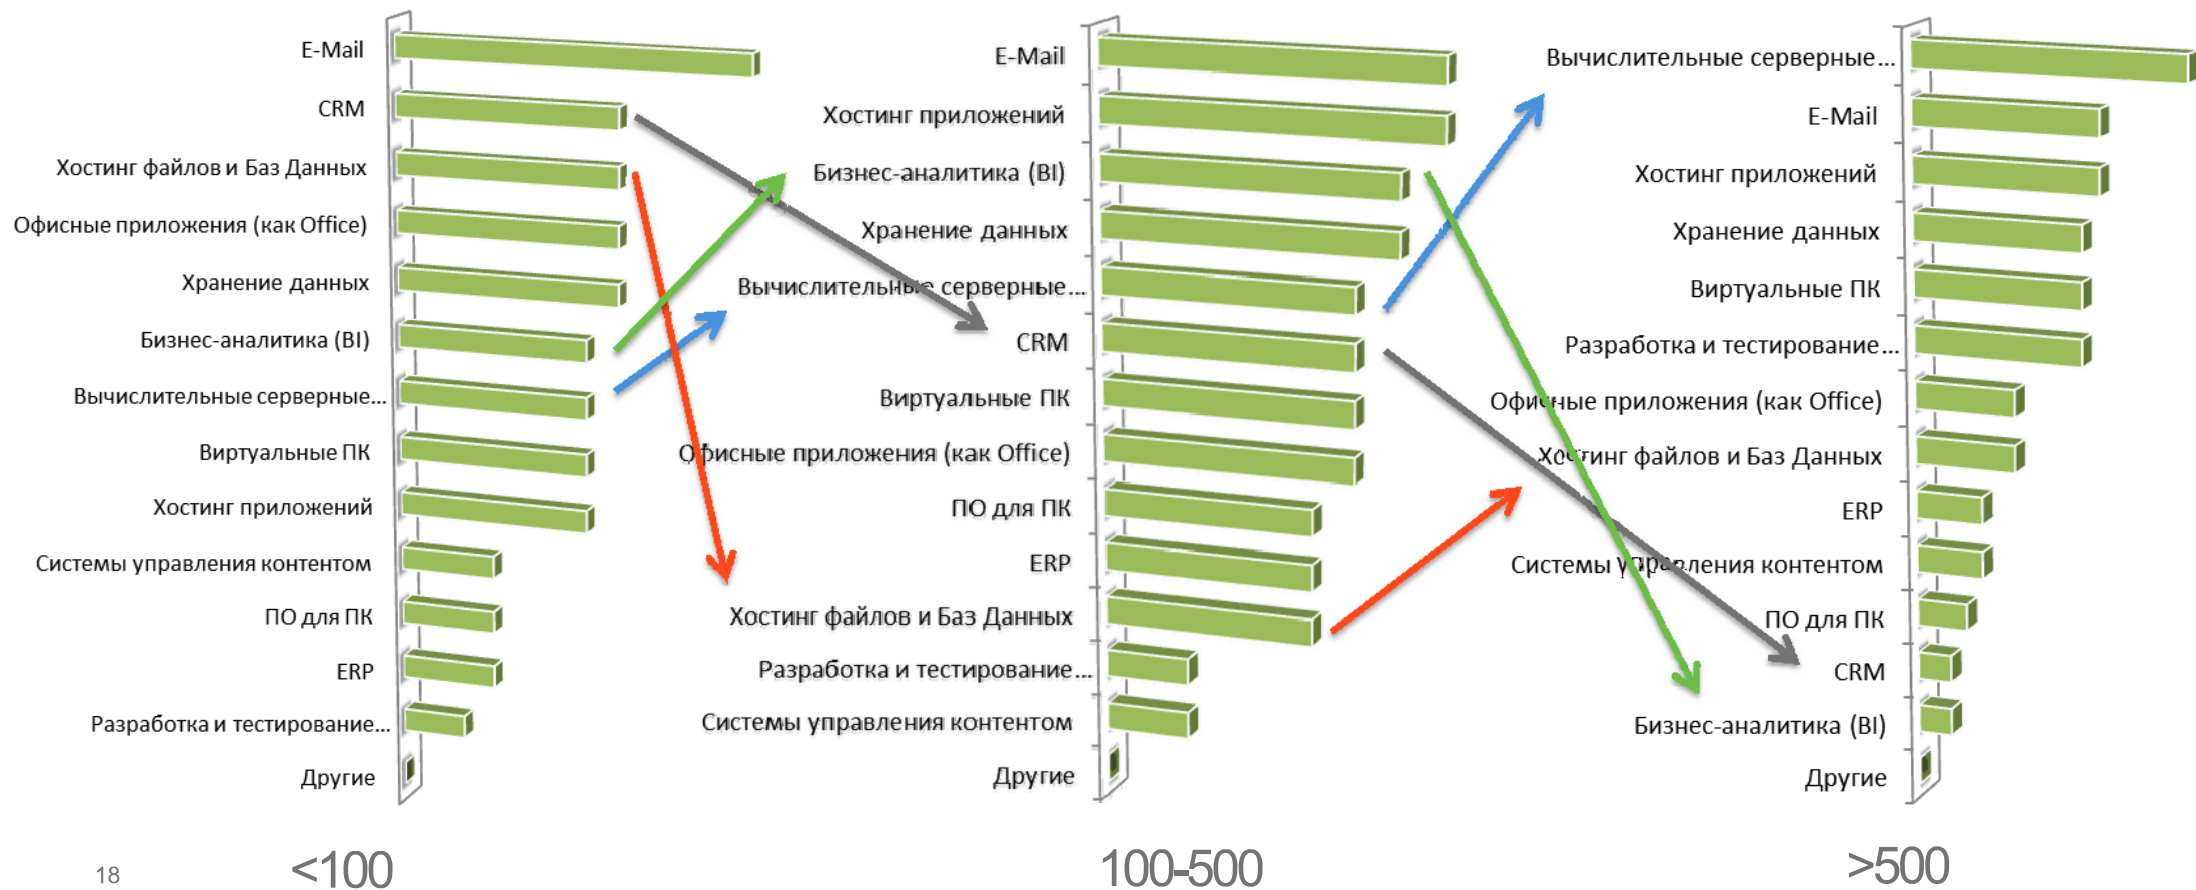 E-Mail
CRM
Хостинг файлов и Баз Данных
Офисные приложения (как Office)
Хранение данных
Бизнес-аналитика (BI)
Вычислительные серверные...
Виртуальные ПК
Хостинг приложений
Системы управления контентом
ПО для ПК
ERP
Разработка и тестирование...
Другие
<100
E-Mail
Хостинг приложений
Бизнес-аналитика (BI)
Хранение данных
Вычислительные серверные...
CRM
Виртуальные ПК
Офисные приложения (как Office)
ПО для ПК
ERP
Хостинг файлов и Баз Данных
Разработка и тестирование...
Системы управления контентом
Другие
100-500
Вычислительные серверные...
E-Mail
Хостинг приложений
Хранение данных
Виртуальные ПК
Разработка и тестирование...
Офисные приложения (как Office)
Хостинг файлов и Баз Данных
ERP
Системы управления контентом
ПО для ПК
CRM
Бизнес-аналитика (BI)
Другие
>500
18